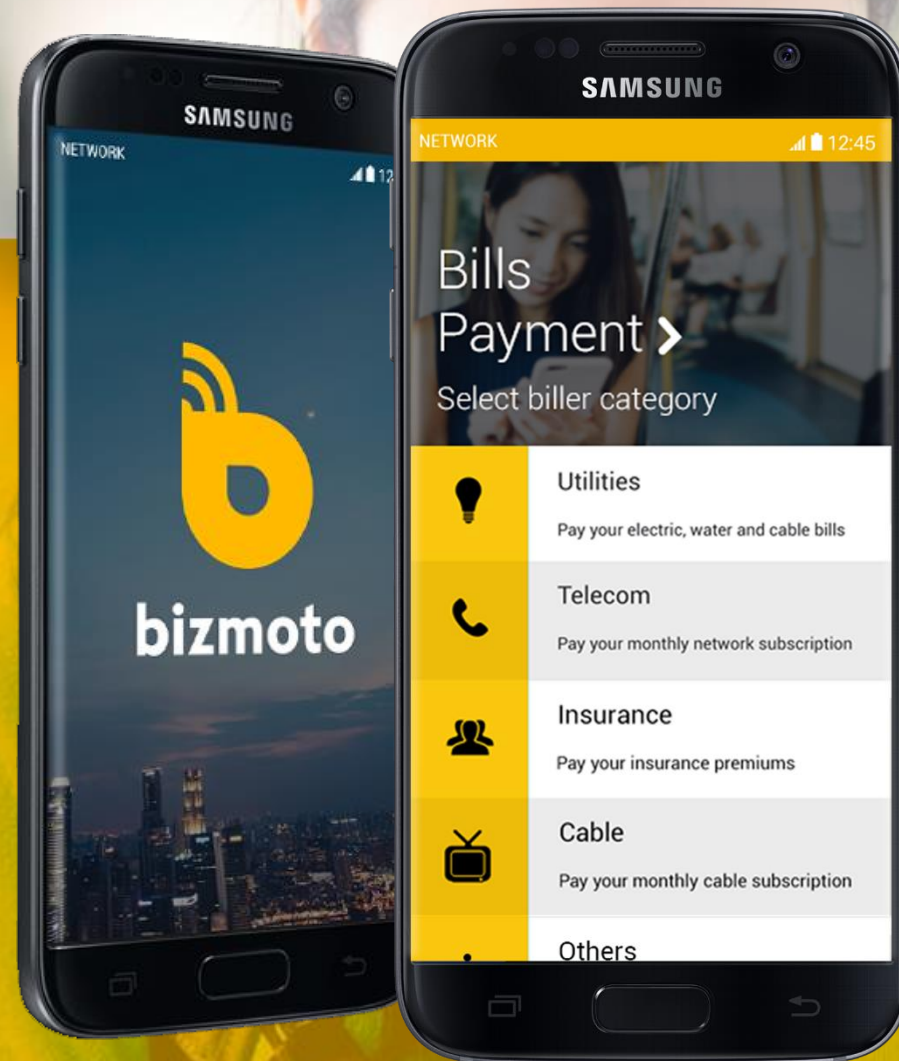 SAMSUNG
NETWORK
12
bizmoto
SAMSUNG
NETWORK
12:45
Bills
Payment
Select biller category
Utilities
Pay your electric, water and cable bills
Telecom
Pay your monthly network subscription
Insurance
Pay your insurance premiums
Cable
Pay your monthly cable subscription
Others